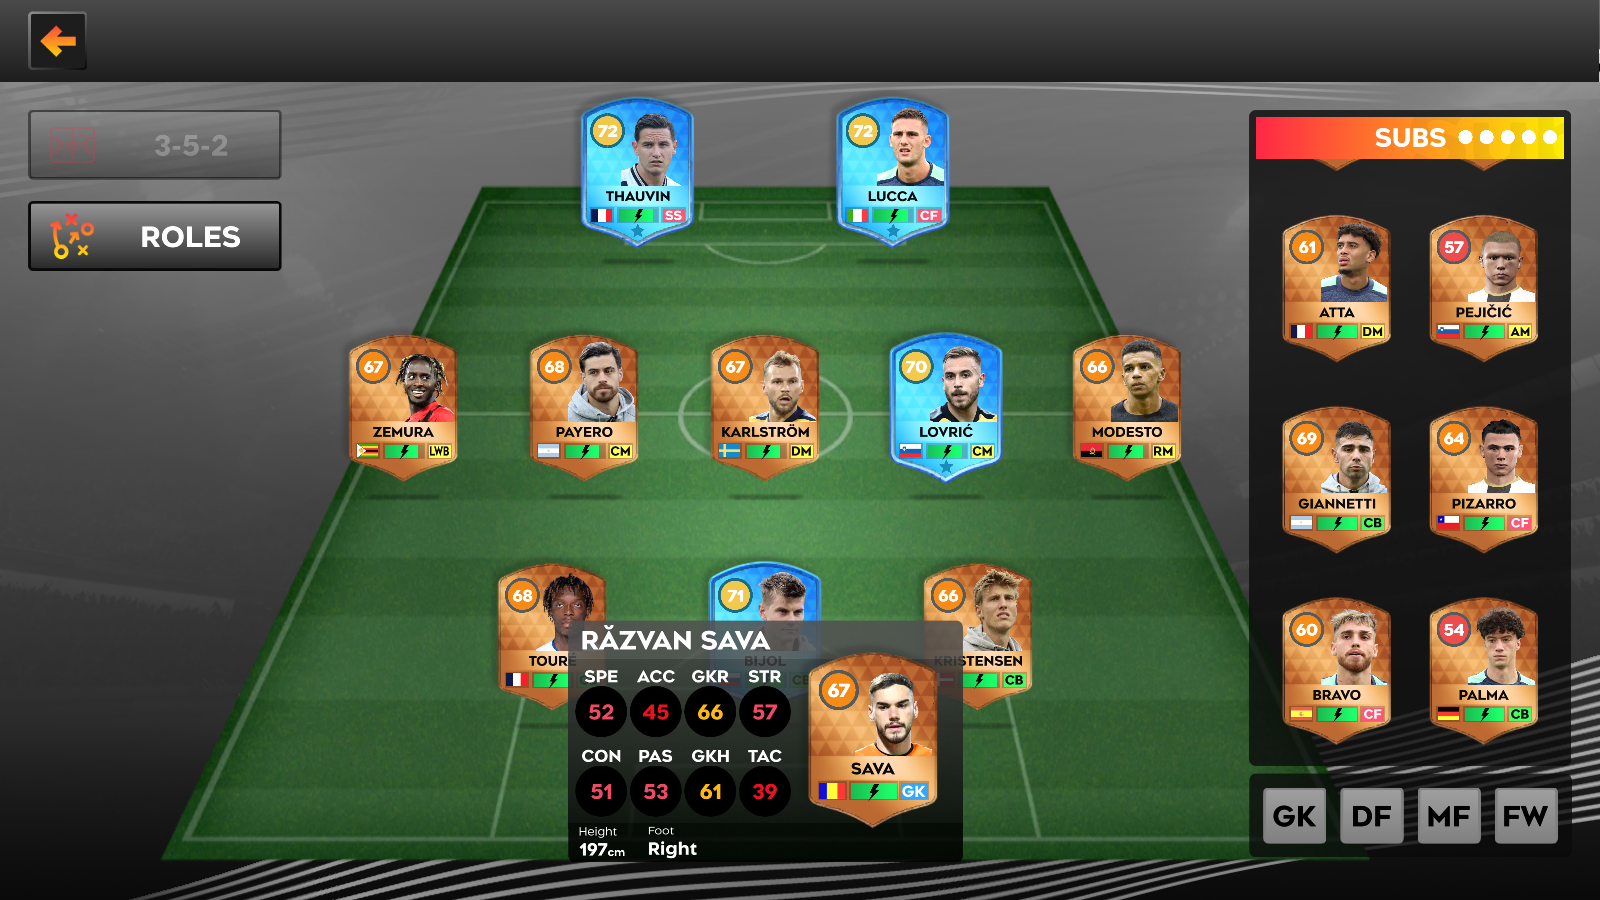 3-5-2
ROLES
72
THAUVIN
SS
72
LUCCA
CF
67
ZEMURA
LWB
68
PAYERO
CM
67
KARLSTRÖM
DM
70
LOVRIĆ
CM
66
MODESTO
RM
68
TOURÉ
71
BIJOL
CB
66
KRISTENSEN
CB
RĂZVAN SAVA
SPE ACC GKR STR
52 45 66 57
CON PAS GKH TAC
51 53 61 39
Height Foot
197cm Right
67
SAVA
GK
SUBS
61
ATTA
DM
57
PEJIČIĆ
AM
69
GIANNETTI
CB
64
PIZARRO
CF
60
BRAVO
CF
54
PALMA
CB
GK DF MF FW